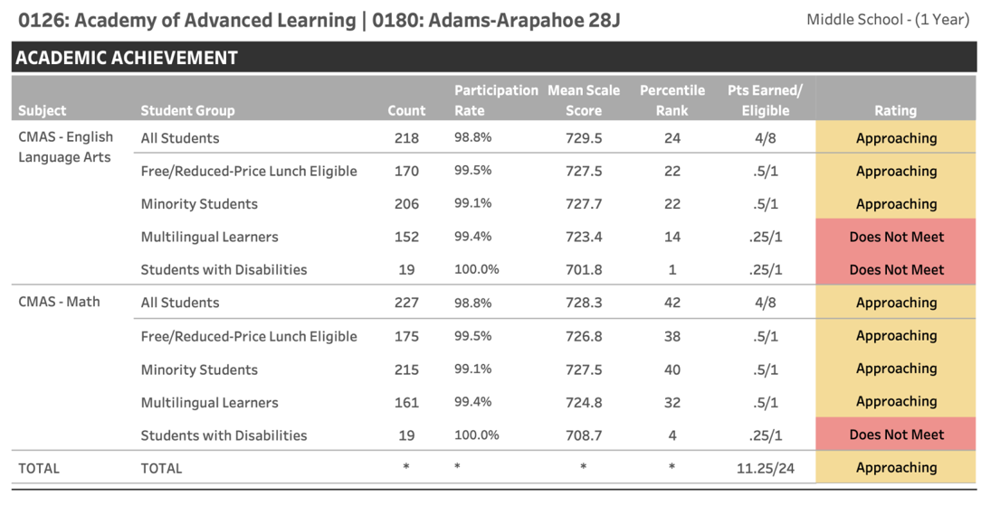 0126: Academy of Advanced Learning | 0180: Adams-Arapahoe 28J Middle School - (1 Year)
ACADEMIC ACHIEVEMENT
Participation Mean Scale Percentile Pts Earned/
Subject Student Group Count Rate Score Rank Eligible Rating
CMAS - English All Students 218 98.8% 729.5 24 4/8 Approaching
Language Arts
Free/Reduced-Price Lunch Eligible 170 99.5% 727.5 22 .5/1 Approaching
Minority Students 206 99.1% 727.7 22 .5/1 Approaching
Multilingual Learners 152 99.4% 723.4 14 .25/1 Does Not Meet
Students with Disabilities 19 100.0% 701.8 1 .25/1 Does Not Meet
CMAS - Math All Students 227 98.8% 728.3 42 4/8 Approaching
Free/Reduced-Price Lunch Eligible 175 99.5% 726.8 38 .5/1 Approaching
Minority Students 215 99.1% 727.5 40 .5/1 Approaching
Multilingual Learners 161 99.4% 724.8 32 .5/1 Approaching
Students with Disabilities 19 100.0% 708.7 4 .25/1 Does Not Meet
TOTAL TOTAL * * * * 11.25/24 Approaching